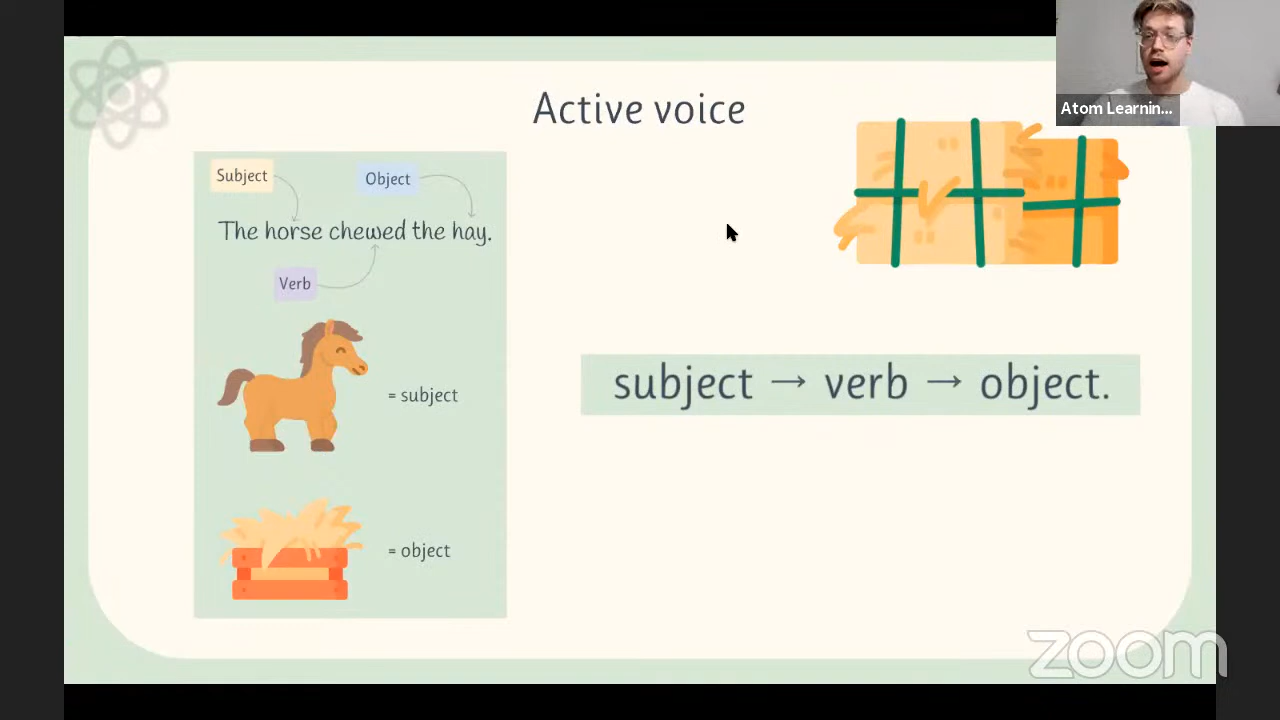 Active voice
Atom Learnin...
Subject
Object
The horse chewed the hay.
Verb
= subject
subject → verb → object.
= object
zoom